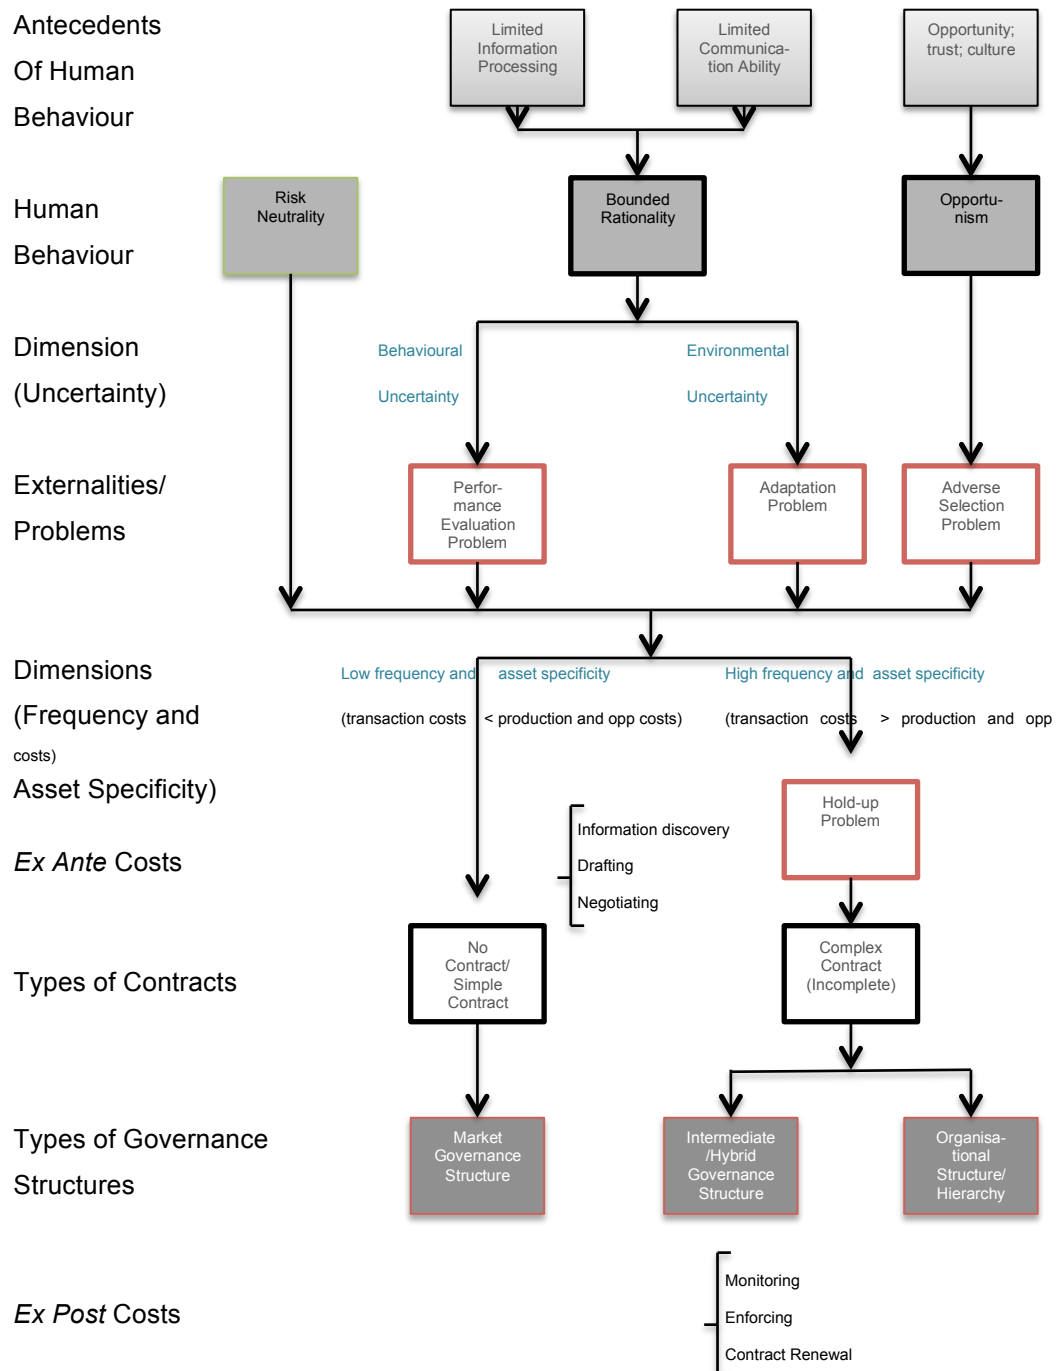 Antecedents
Of Human
Behaviour
Limited
Information
Processing
Limited
Communica-
tion Ability
Opportunity;
trust; culture
Human
Behaviour
Risk
Neutrality
Bounded
Rationality
Opportu-
nism
Dimension
(Uncertainty)
Behavioural
Uncertainty
Environmental
Uncertainty
Externalities/
Problems
Perfor-
mance
Evaluation
Problem
Adaptation
Problem
Adverse
Selection
Problem
Dimensions
(Frequency and
costs)
Asset Specificity)
Low frequency and asset specificity
(transaction costs < production and opp costs)
High frequency and asset specificity
(transaction costs > production and opp
Hold-up
Problem
Ex Ante Costs
Information discovery
Drafting
Negotiating
Types of Contracts
No
Contract/
Simple
Contract
Complex
Contract
(Incomplete)
Types of Governance
Structures
Market
Governance
Structure
Intermediate
/Hybrid
Governance
Structure
Organisa-
tional
Structure/
Hierarchy
Ex Post Costs
Monitoring
Enforcing
Contract Renewal